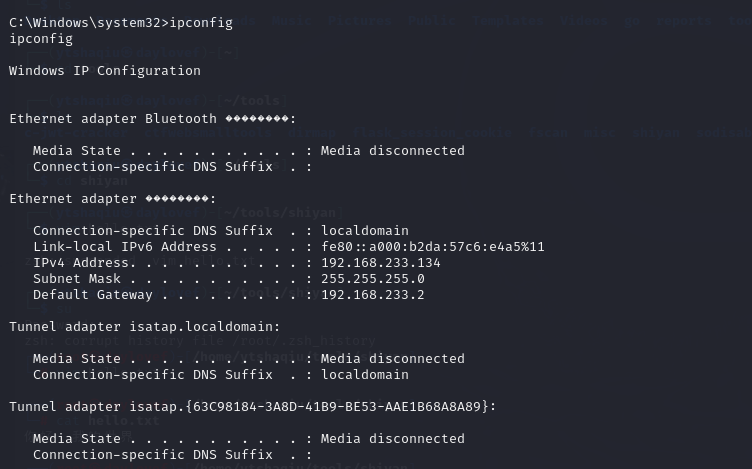 C:\Windows\system32>ipconfig
ipconfig

Windows IP Configuration

Ethernet adapter Bluetooth ���������:

   Media State . . . . . . . . . . . : Media disconnected
   Connection-specific DNS Suffix  . :

Ethernet adapter ���������:

   Connection-specific DNS Suffix  . : localdomain
   Link-local IPv6 Address . . . . . : fe80::a000:b2da:57c6:e4a5%11
   IPv4 Address. . . . . . . . . . . : 192.168.233.134
   Subnet Mask . . . . . . . . . . . : 255.255.255.0
   Default Gateway . . . . . . . . . : 192.168.233.2

Tunnel adapter isatap.localdomain:

   Media State . . . . . . . . . . . : Media disconnected
   Connection-specific DNS Suffix  . : localdomain

Tunnel adapter isatap.{63C98184-3A8D-41B9-BE53-AAE1B68A8A89}:

   Media State . . . . . . . . . . . : Media disconnected
   Connection-specific DNS Suffix  . :